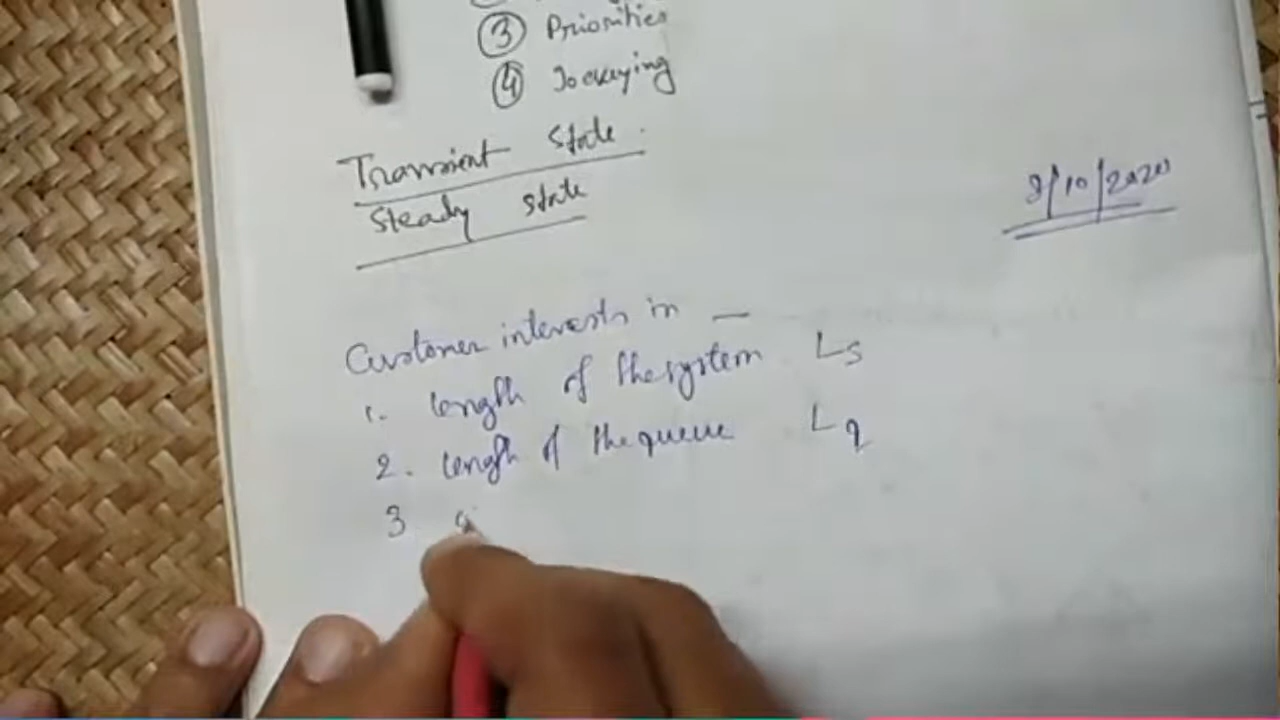 ③ Priorities
④ Jockeying
Transient State
Steady state
8/10/2020
Customer interests in —
1. length of the system Ls
2. length of the queue Lq
3